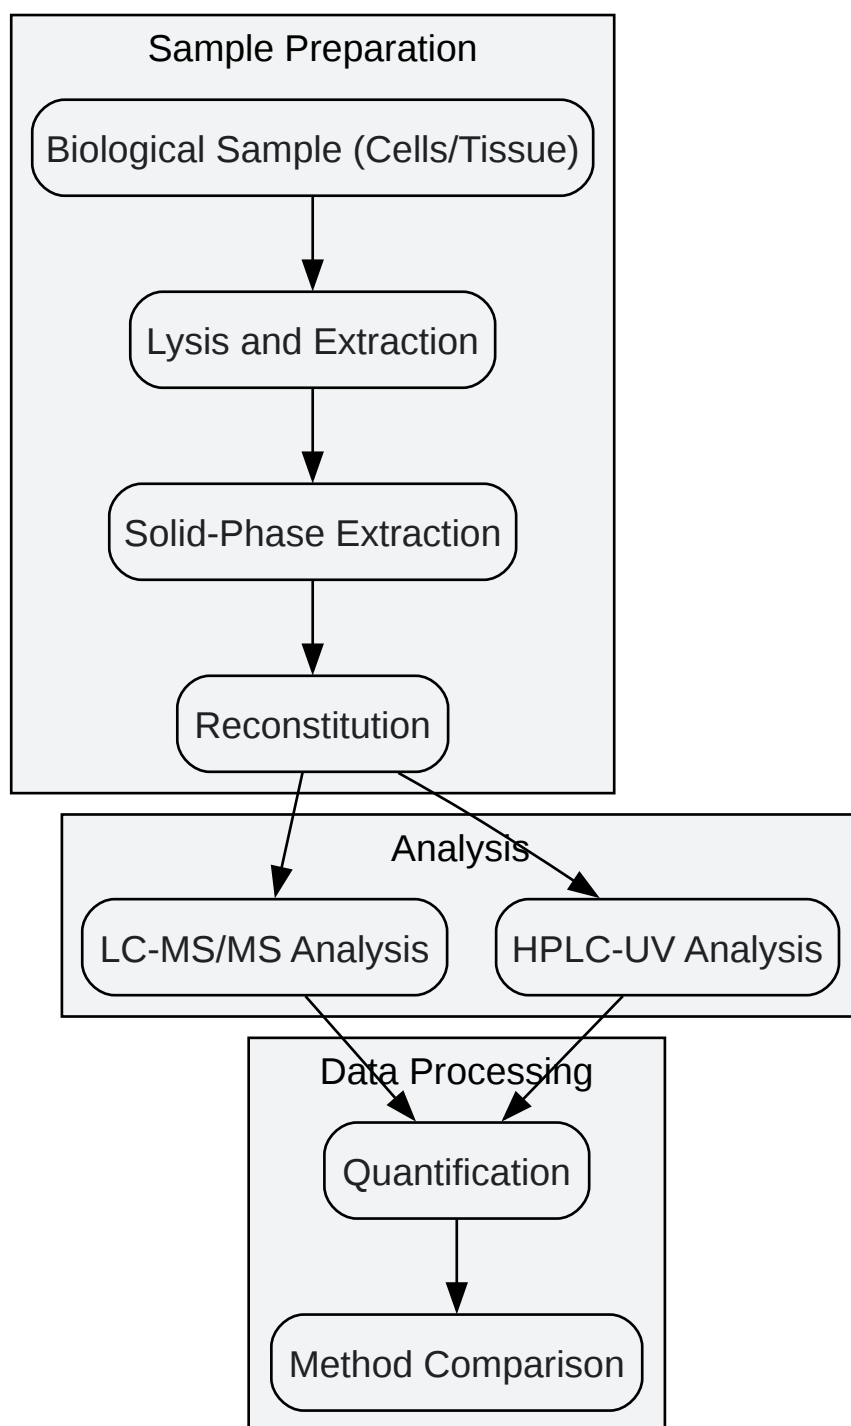 Sample Preparation
Biological Sample (Cells/Tissue)
Lysis and Extraction
Solid-Phase Extraction
Reconstitution
Analysis
LC-MS/MS Analysis
HPLC-UV Analysis
Data Processing
Quantification
Method Comparison